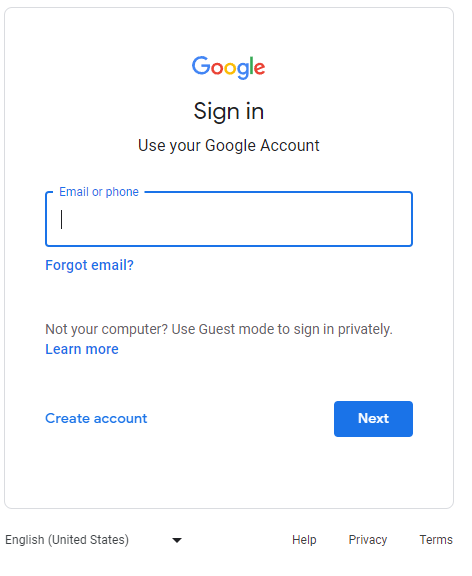 Google
Sign in
Use your Google Account
Email or phone
Forgot email?
Not your computer? Use Guest mode to sign in privately.
Learn more
Create account
Next
English (United States)
Help
Privacy
Terms